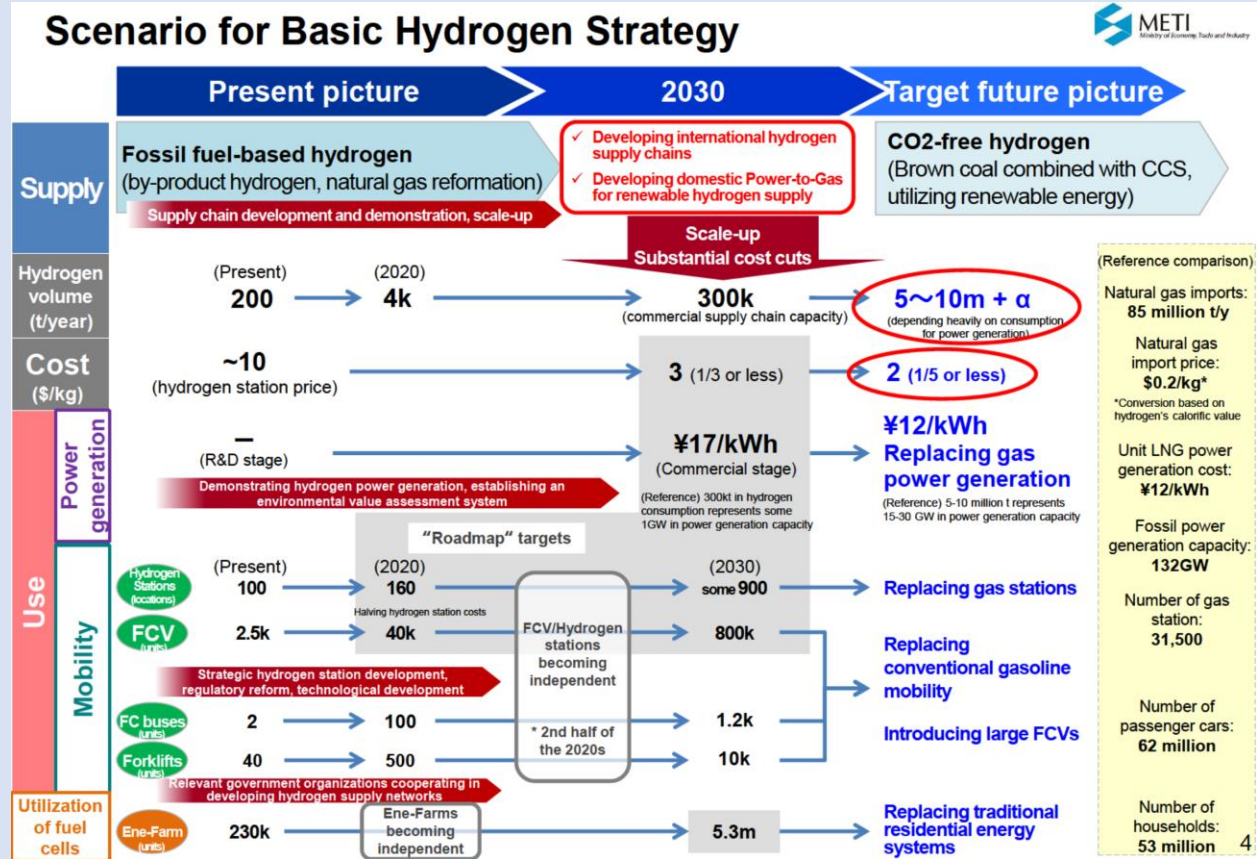 Scenario for Basic Hydrogen Strategy
METI
Ministry of Economy, Trade and Industry
Present picture
2030
Target future picture
Supply
Fossil fuel-based hydrogen
(by-product hydrogen, natural gas reformation)
Supply chain development and demonstration, scale-up
✓ Developing international hydrogen
supply chains
✓ Developing domestic Power-to-Gas
for renewable hydrogen supply
CO2-free hydrogen
(Brown coal combined with CCS,
utilizing renewable energy)
Scale-up
Substantial cost cuts
Hydrogen
volume
(t/year)
(Present)
200
(2020)
4k
300k
(commercial supply chain capacity)
5～10m + α
(depending heavily on consumption
for power generation)
Cost
($/kg)
~10
(hydrogen station price)
3 (1/3 or less)
2 (1/5 or less)
Use
Power
generation
–
(R&D stage)
¥17/kWh
(Commercial stage)
¥12/kWh
Replacing gas
power generation
Demonstrating hydrogen power generation, establishing an
environmental value assessment system
(Reference) 300kt in hydrogen
consumption represents some
1GW in power generation capacity
(Reference) 5-10 million t represents
15-30 GW in power generation capacity
"Roadmap" targets
Mobility
Hydrogen
Stations
(locations)
(Present)
100
(2020)
160
(2030)
some 900
Replacing gas stations
Halving hydrogen station costs
FCV
(units)
2.5k
40k
800k
FCV/Hydrogen
stations
becoming
independent
* 2nd half of
the 2020s
Replacing
conventional gasoline
mobility
Strategic hydrogen station development,
regulatory reform, technological development
FC buses
(units)
2
100
1.2k
Introducing large FCVs
Forklifts
(units)
40
500
10k
Relevant government organizations cooperating in
developing hydrogen supply networks
Utilization
of fuel
cells
Ene-Farm
(units)
230k
Ene-Farms
becoming
independent
5.3m
Replacing traditional
residential energy
systems
(Reference comparison)
Natural gas imports:
85 million t/y
Natural gas
import price:
$0.2/kg*
*Conversion based on
hydrogen's calorific value
Unit LNG power
generation cost:
¥12/kWh
Fossil power
generation capacity:
132GW
Number of gas
station:
31,500
Number of
passenger cars:
62 million
Number of
households:
53 million
4